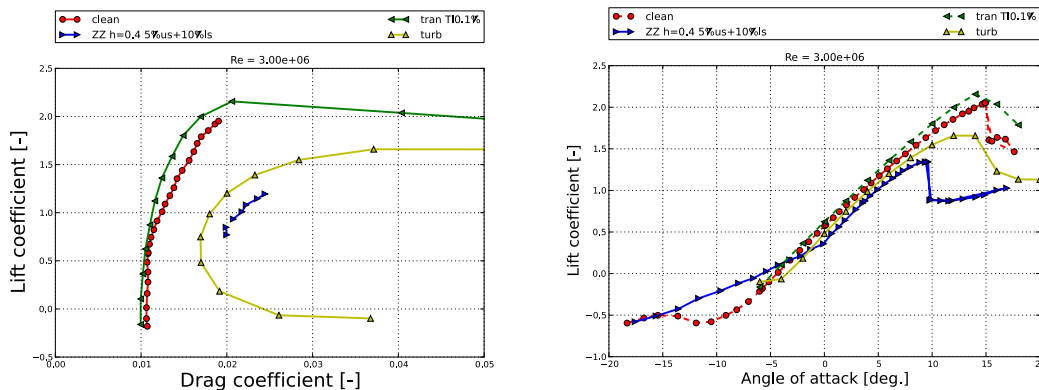 clean
tran TI0.1%
ZZ h=0.4 5%us+10%ls
turb
Re = 3.00e+06
2.5
2.0
1.5
1.0
0.5
0.0
−0.5
0.00
0.01
0.02
0.03
0.04
0.05
Lift coefficient [-]
Drag coefficient [-]
clean
tran TI0.1%
ZZ h=0.4 5%us+10%ls
turb
Re = 3.00e+06
2.5
2.0
1.5
1.0
0.5
0.0
−0.5
−1.0
−20
−15
−10
−5
0
5
10
15
20
Lift coefficient [-]
Angle of attack [deg.]